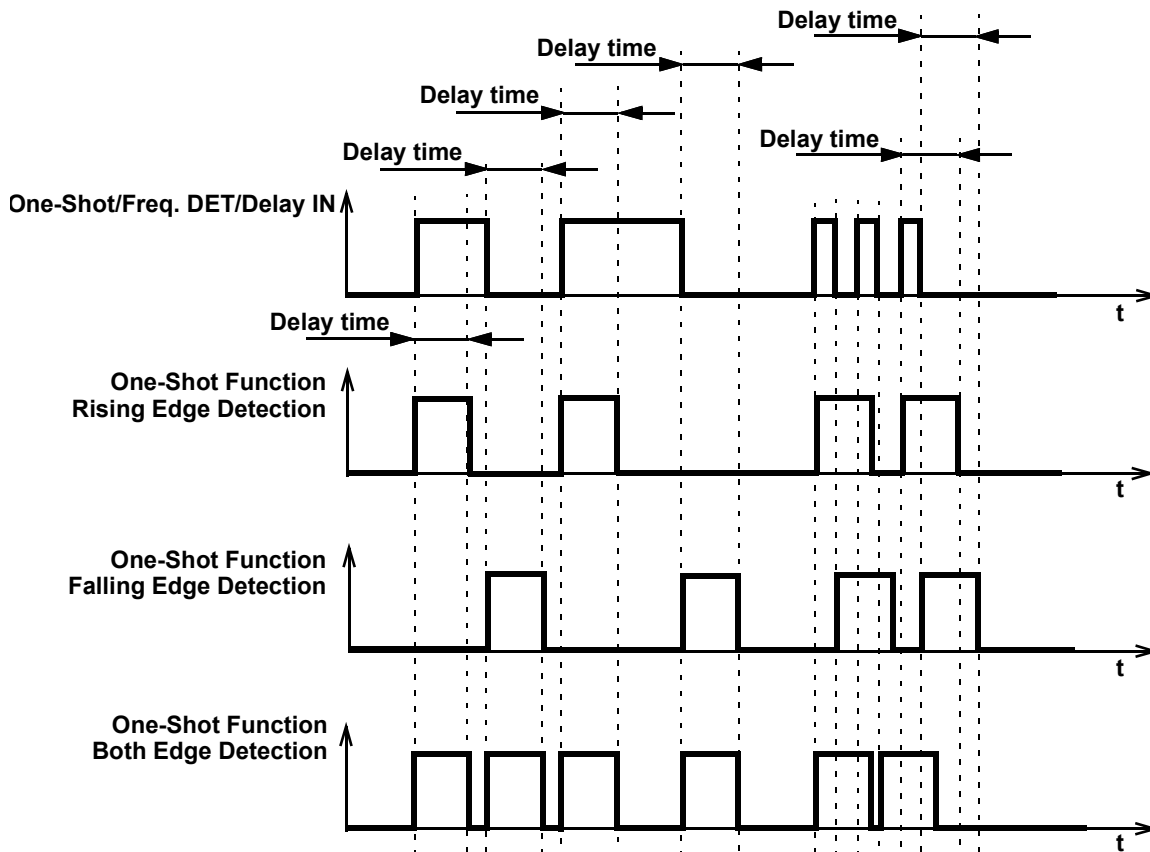 Delay time
Delay time
Delay time
Delay time
Delay time
One-Shot/Freq. DET/Delay IN
t
Delay time
One-Shot Function
Rising Edge Detection
t
One-Shot Function
Falling Edge Detection
t
One-Shot Function
Both Edge Detection
t